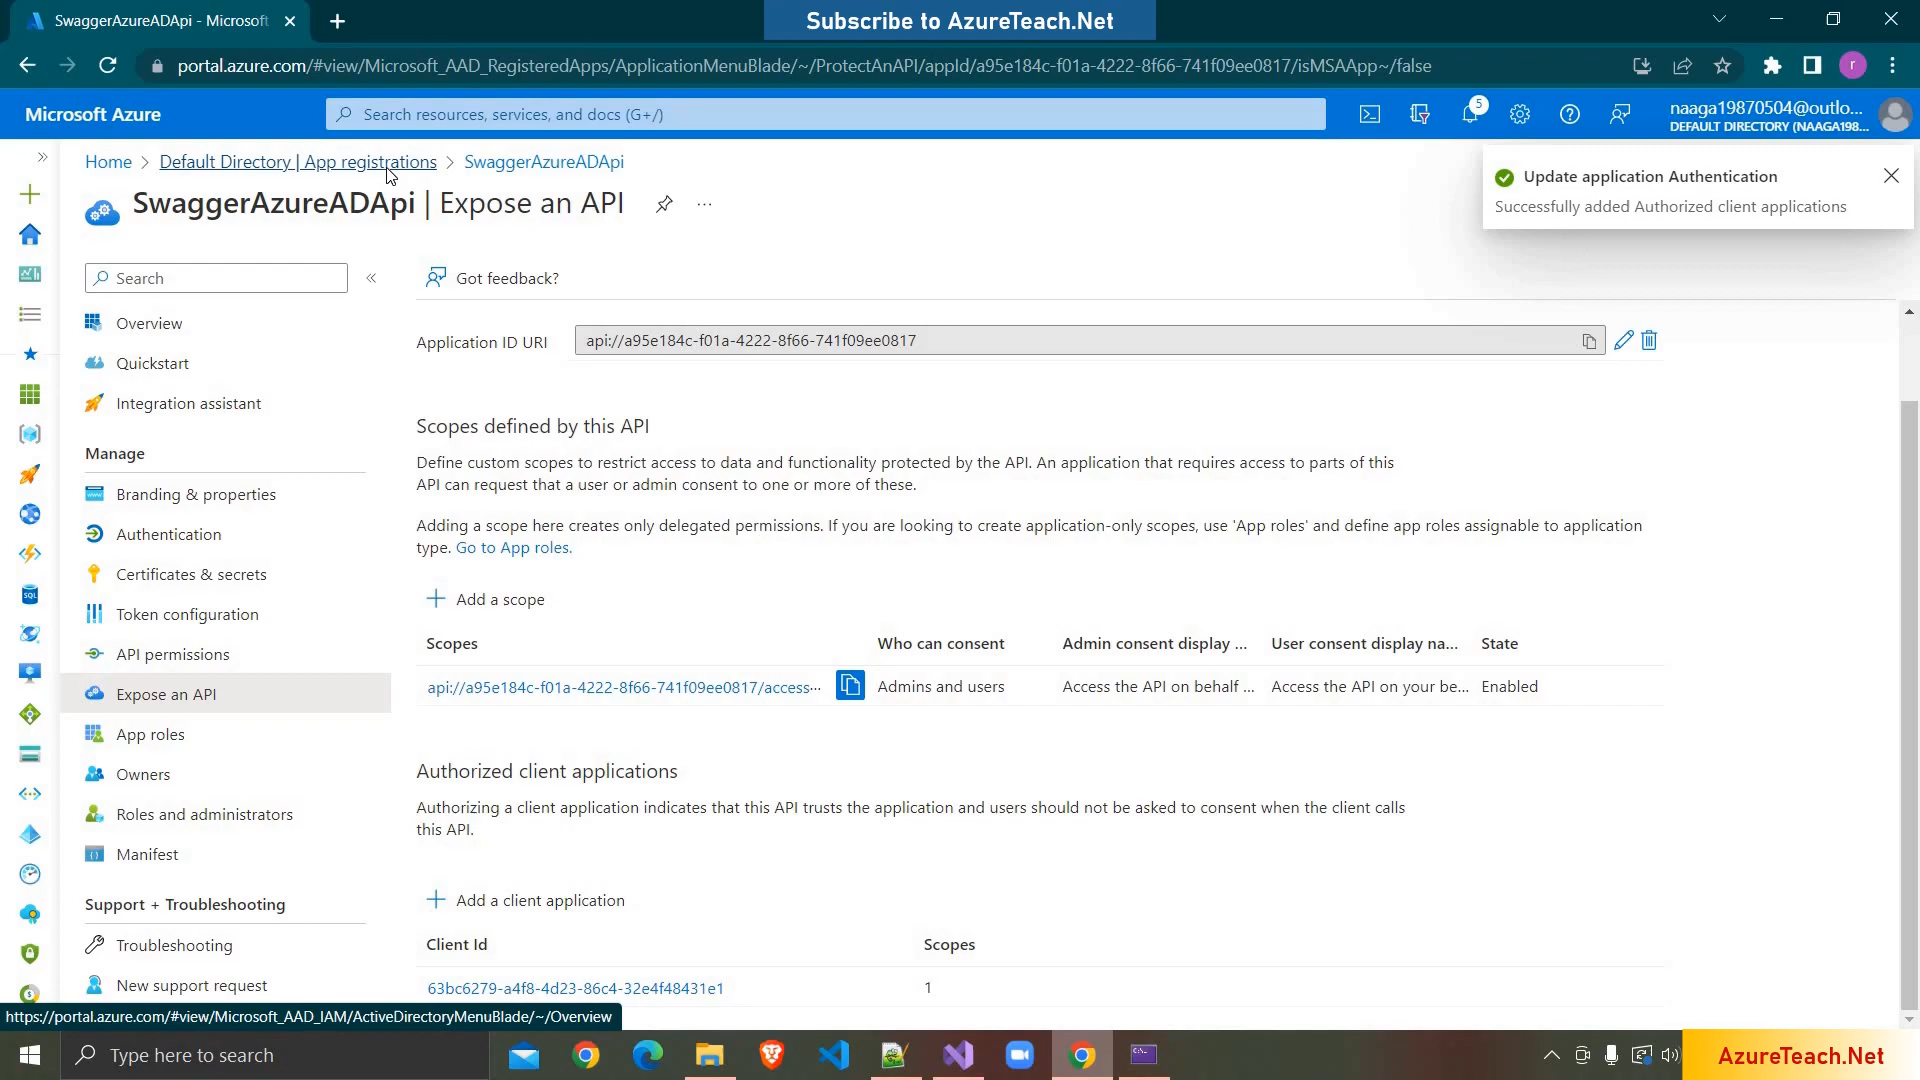 SwaggerAzureADApi - Microsoft
Subscribe to AzureTeach.Net
portal.azure.com/#view/Microsoft_AAD_RegisteredApps/ApplicationMenuBlade/~/ProtectAnAPI/appId/a95e184c-f01a-4222-8f66-741f09ee0817/isMSAApp~/false
r
Microsoft Azure
Search resources, services, and docs (G+/)
5
naaga19870504@outlo...
DEFAULT DIRECTORY (NAAGA198...
Home > Default Directory | App registrations > SwaggerAzureADApi
SwaggerAzureADApi | Expose an API
Update application Authentication
Successfully added Authorized client applications
Search
Overview
Quickstart
Integration assistant
Manage
Branding & properties
Authentication
Certificates & secrets
Token configuration
API permissions
Expose an API
App roles
Owners
Roles and administrators
Manifest
Support + Troubleshooting
Troubleshooting
New support request
Got feedback?
Application ID URI
api://a95e184c-f01a-4222-8f66-741f09ee0817
Scopes defined by this API
Define custom scopes to restrict access to data and functionality protected by the API. An application that requires access to parts of this
API can request that a user or admin consent to one or more of these.
Adding a scope here creates only delegated permissions. If you are looking to create application-only scopes, use 'App roles' and define app roles assignable to application
type. Go to App roles.
Add a scope
Scopes Who can consent Admin consent display ... User consent display na... State
api://a95e184c-f01a-4222-8f66-741f09ee0817/access... Admins and users Access the API on behalf ... Access the API on your be... Enabled
Authorized client applications
Authorizing a client application indicates that this API trusts the application and users should not be asked to consent when the client calls
this API.
Add a client application
Client Id Scopes
63bc6279-a4f8-4d23-86c4-32e4f48431e1 1
https://portal.azure.com/#view/Microsoft_AAD_IAM/ActiveDirectoryMenuBlade/~/Overview
Type here to search
AzureTeach.Net